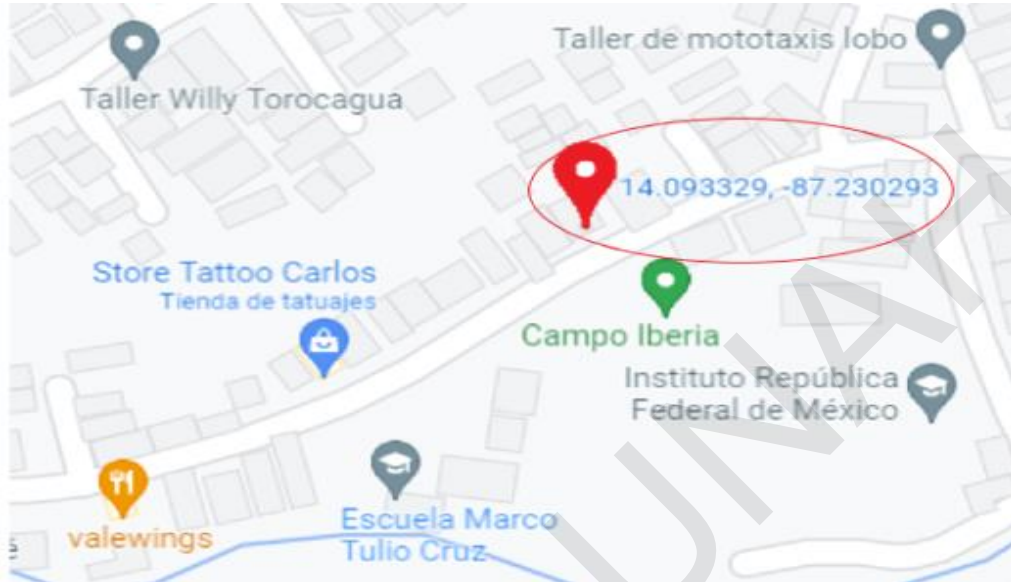 Taller de mototaxis lobo
Taller Willy Torocagua
14.093329, -87.230293
Store Tattoo Carlos
Tienda de tatuajes
Campo Iberia
Instituto República
Federal de México
Escuela Marco
Tulio Cruz
valewings
UNAH